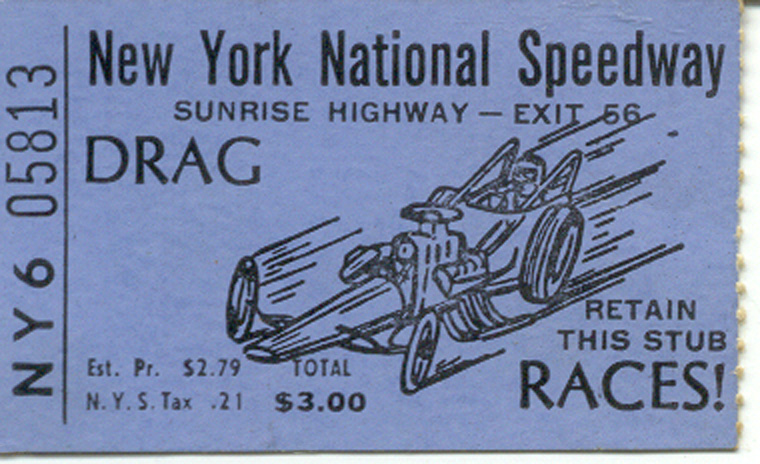 NY6 05813
New York National Speedway
SUNRISE HIGHWAY — EXIT 56
DRAG
RETAIN
THIS STUB
RACES!
Est. Pr. $2.79 TOTAL
N.Y.S. Tax .21 $3.00